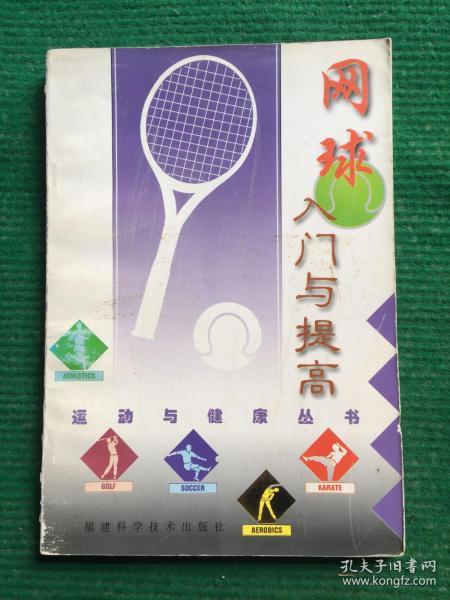 网球
入门与提高
ATHLETICS
运动与健康丛书
GOLF
SOCCER
KARATE
AEROBICS
福建科学技术出版社
孔夫子旧书网
www.kongfz.com